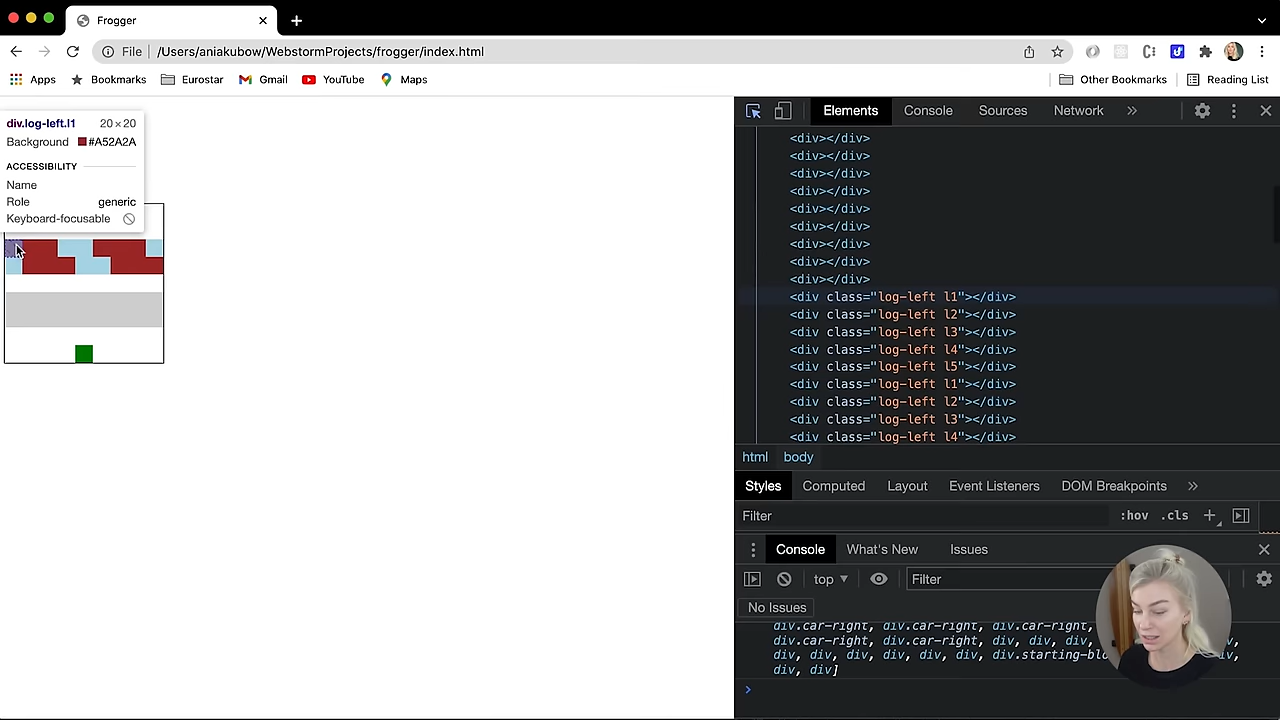 Frogger
File /Users/aniakubow/WebstormProjects/frogger/index.html
Apps Bookmarks Eurostar Gmail YouTube Maps Other Bookmarks Reading List
div.log-left.l1 20×20
Background #A52A2A
ACCESSIBILITY
Name
Role generic
Keyboard-focusable
Elements Console Sources Network
<div></div>
<div></div>
<div></div>
<div></div>
<div></div>
<div></div>
<div></div>
<div></div>
<div></div>
<div class="log-left l1"></div>
<div class="log-left l2"></div>
<div class="log-left l3"></div>
<div class="log-left l4"></div>
<div class="log-left l5"></div>
<div class="log-left l1"></div>
<div class="log-left l2"></div>
<div class="log-left l3"></div>
<div class="log-left l4"></div>
html body
Styles Computed Layout Event Listeners DOM Breakpoints
Filter :hov .cls
Console What's New Issues
top Filter
No Issues
div.car-right, div.car-right, div.car-right,
div.car-right, div.car-right, div, div, div,
div, div, div, div, div, div, div.starting-blo
div, div]